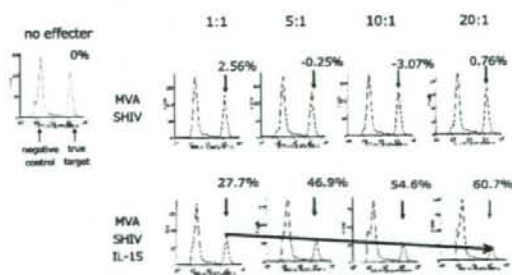 1:1 5:1 10:1 20:1
no effecter
0%
2.56% -0.25% -3.07% 0.76%
MVA
SHIV
negative
control
true
target
27.7% 46.9% 54.6% 60.7%
MVA
SHIV
IL-15